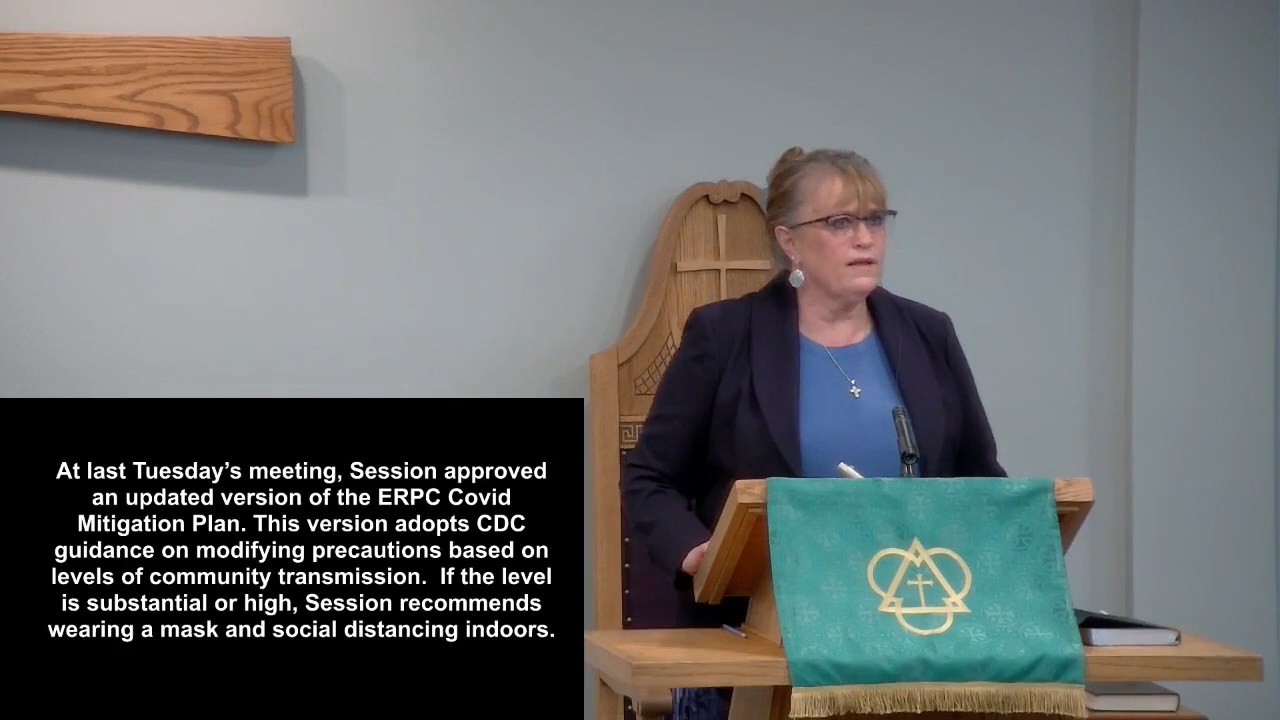 At last Tuesday’s meeting, Session approved
an updated version of the ERPC Covid
Mitigation Plan. This version adopts CDC
guidance on modifying precautions based on
levels of community transmission.  If the level
is substantial or high, Session recommends
wearing a mask and social distancing indoors.